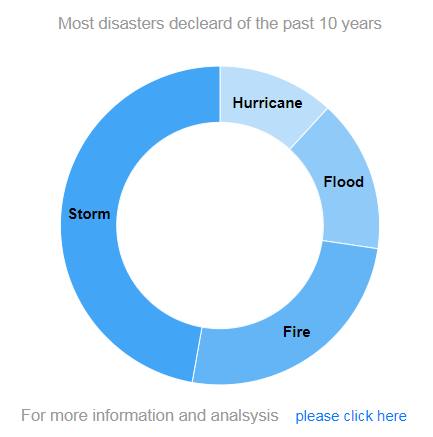 Most disasters decleard of the past 10 years
Hurricane
Flood
Storm
Fire
For more information and analsysis please click here